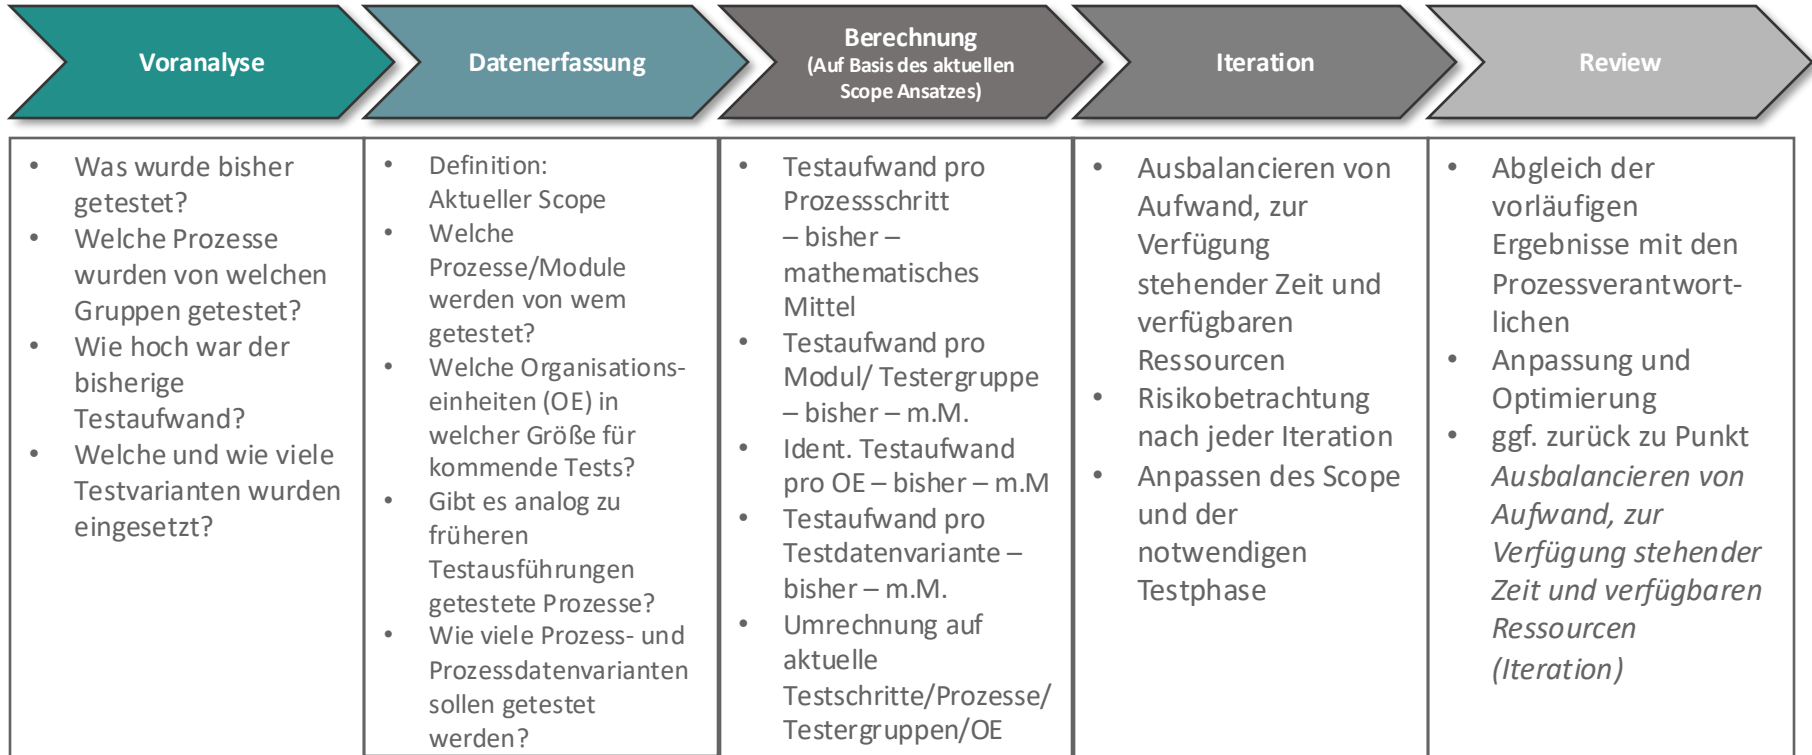 Voranalyse
Datenerfassung
Berechnung
(Auf Basis des aktuellen
Scope Ansatzes)
Iteration
Review
• Was wurde bisher
getestet?
• Welche Prozesse
wurden von welchen
Gruppen getestet?
• Wie hoch war der
bisherige
Testaufwand?
• Welche und wie viele
Testvarianten wurden
eingesetzt?
• Definition:
Aktueller Scope
• Welche
Prozesse/Module
werden von wem
getestet?
• Welche Organisations-
einheiten (OE) in
welcher Größe für
kommende Tests?
• Gibt es analog zu
früheren
Testausführungen
getestete Prozesse?
• Wie viele Prozess- und
Prozessdatenvarianten
sollen getestet
werden?
• Testaufwand pro
Prozessschritt
– bisher –
mathematisches
Mittel
• Testaufwand pro
Modul/ Testergruppe
– bisher – m.M.
• Ident. Testaufwand
pro OE – bisher – m.M
• Testaufwand pro
Testdatenvariante –
bisher – m.M.
• Umrechnung auf
aktuelle
Testschritte/Prozesse/
Testergruppen/OE
• Ausbalancieren von
Aufwand, zur
Verfügung
stehender Zeit und
verfügbaren
Ressourcen
• Risikobetrachtung
nach jeder Iteration
• Anpassen des Scope
und der
notwendigen
Testphase
• Abgleich der
vorläufigen
Ergebnisse mit den
Prozessverantwort-
lichen
• Anpassung und
Optimierung
• ggf. zurück zu Punkt
Ausbalancieren von
Aufwand, zur
Verfügung stehender
Zeit und verfügbaren
Ressourcen
(Iteration)